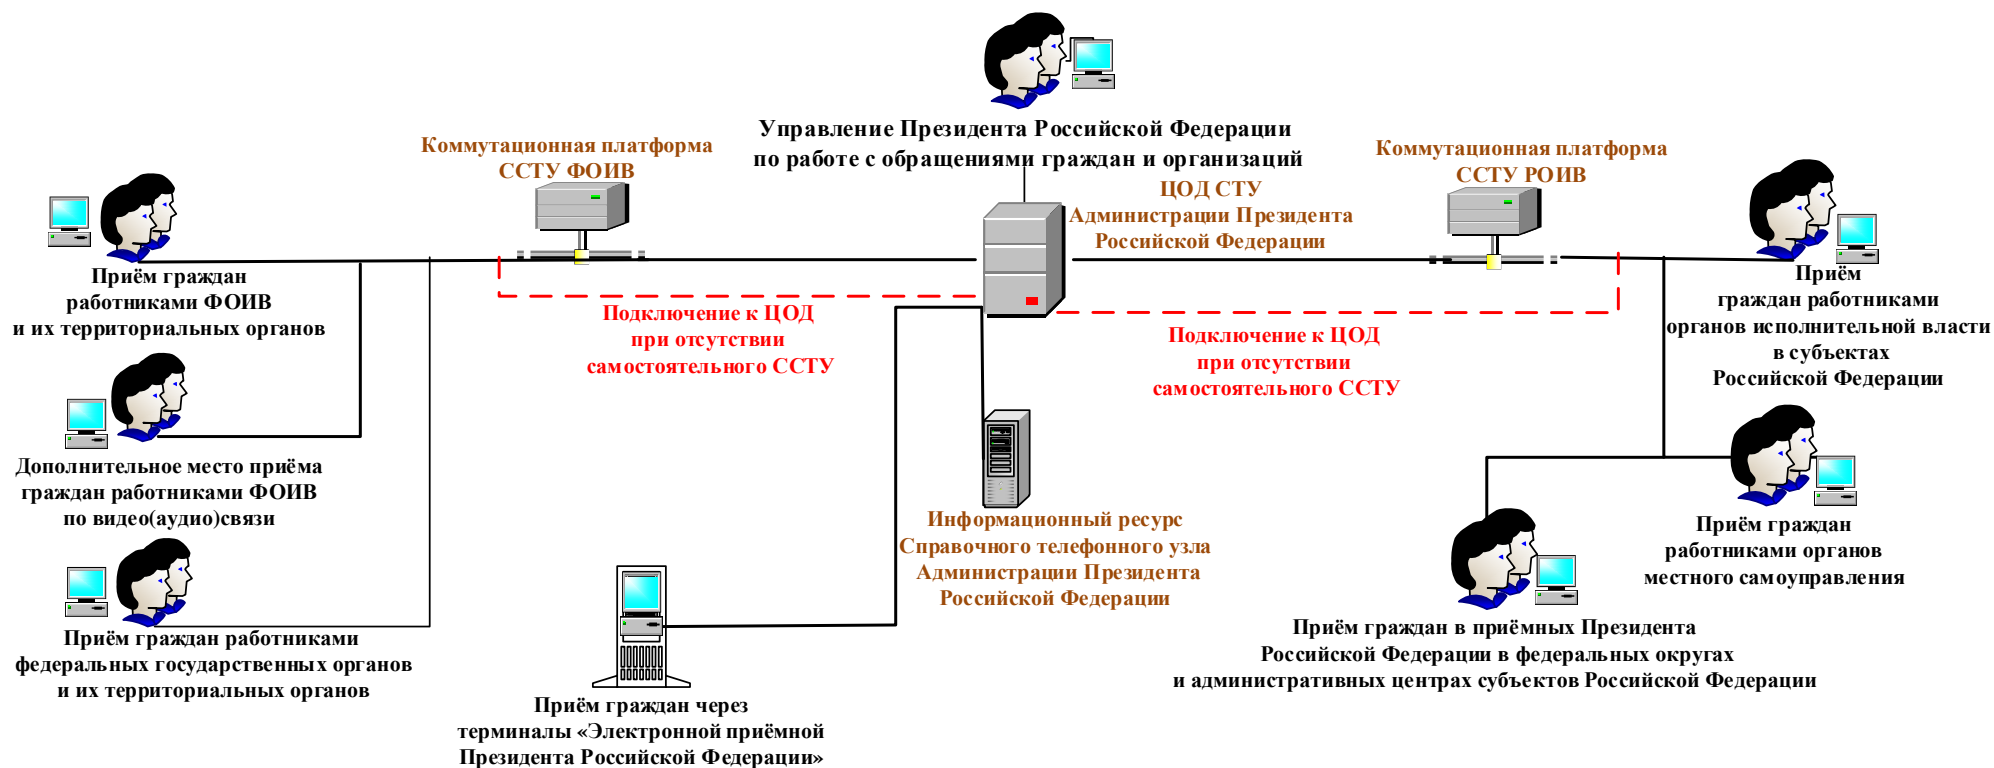 Управление Президента Российской Федерации
по работе с обращениями граждан и организаций
Коммутационная платформа
ССТУ ФОИВ
Коммутационная платформа
ССТУ РОИВ
ЦОД СТУ
Администрации Президента
Российской Федерации
Приём граждан
работниками ФОИВ
и их территориальных органов
Подключение к ЦОД
при отсутствии
самостоятельного ССТУ
Подключение к ЦОД
при отсутствии
самостоятельного ССТУ
Приём
граждан работниками
органов исполнительной власти
в субъектах
Российской Федерации
Дополнительное место приёма
граждан работниками ФОИВ
по видео(аудио)связи
Информационный ресурс
Справочного телефонного узла
Администрации Президента
Российской Федерации
Приём граждан
работниками органов
местного самоуправления
Приём граждан работниками
федеральных государственных органов
и их территориальных органов
Приём граждан в приёмных Президента
Российской Федерации в федеральных округах
и административных центрах субъектов Российской Федерации
Приём граждан через
терминалы «Электронной приёмной
Президента Российской Федерации»